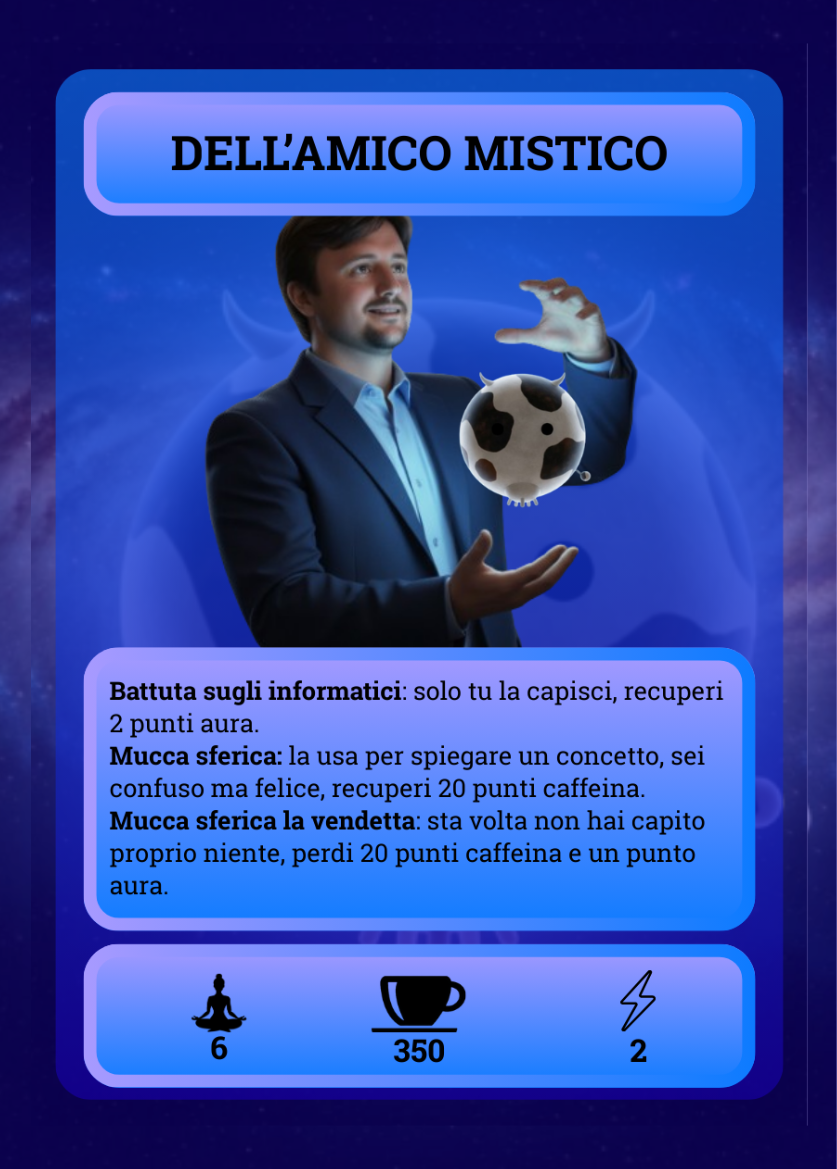 DELL’AMICO MISTICO
Battuta sugli informatici: solo tu la capisci, recuperi
2 punti aura.
Mucca sferica: la usa per spiegare un concetto, sei
confuso ma felice, recuperi 20 punti caffeina.
Mucca sferica la vendetta: sta volta non hai capito
proprio niente, perdi 20 punti caffeina e un punto
aura.
6 350 2